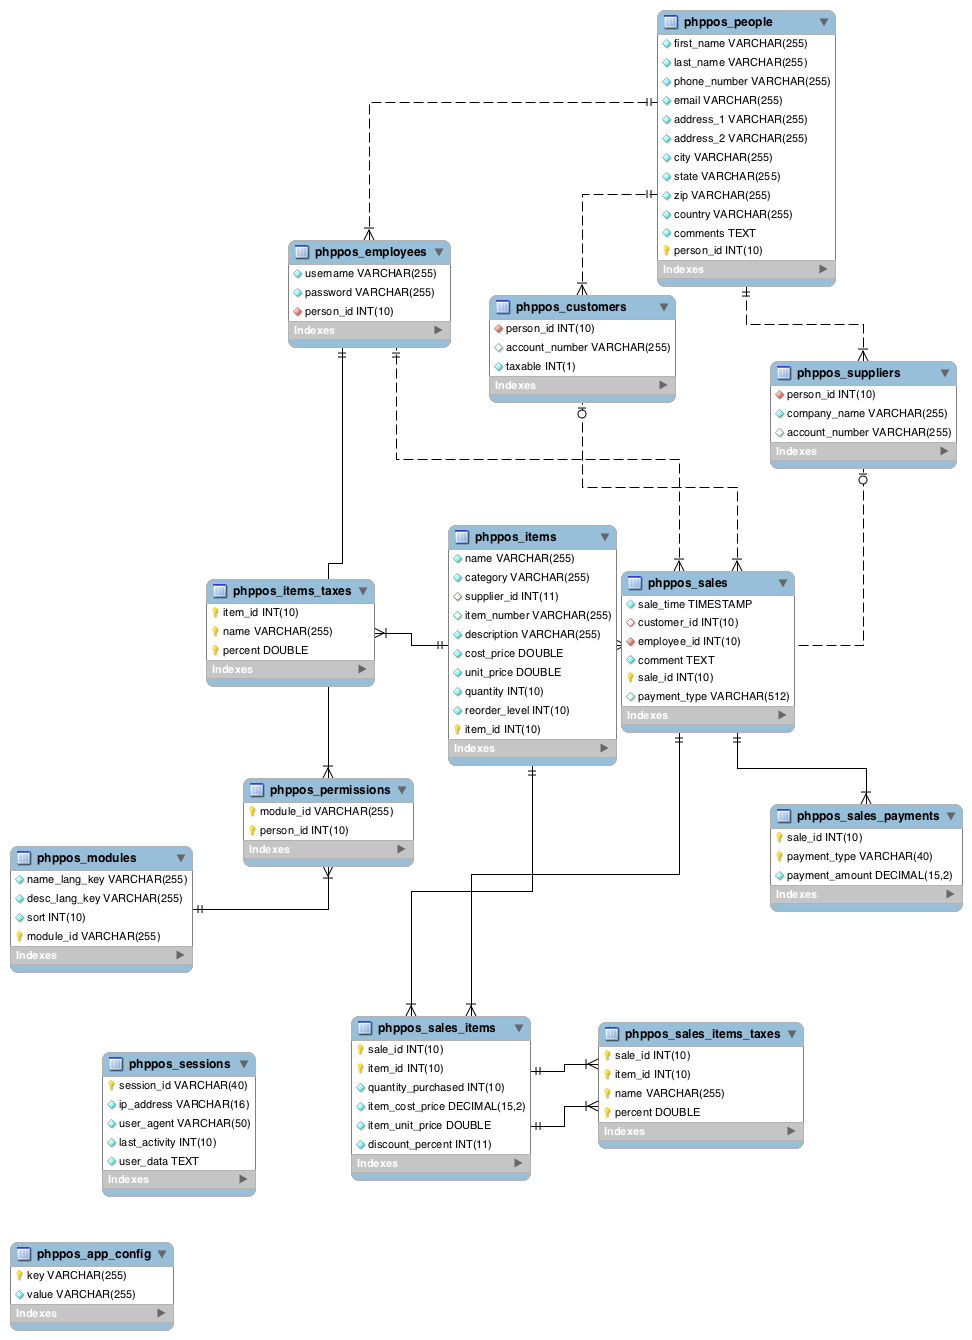 phppos_people
first_name VARCHAR(255)
last_name VARCHAR(255)
phone_number VARCHAR(255)
email VARCHAR(255)
address_1 VARCHAR(255)
address_2 VARCHAR(255)
city VARCHAR(255)
state VARCHAR(255)
zip VARCHAR(255)
country VARCHAR(255)
comments TEXT
person_id INT(10)
Indexes
phppos_employees
username VARCHAR(255)
password VARCHAR(255)
person_id INT(10)
Indexes
phppos_customers
person_id INT(10)
account_number VARCHAR(255)
taxable INT(1)
Indexes
phppos_suppliers
person_id INT(10)
company_name VARCHAR(255)
account_number VARCHAR(255)
Indexes
phppos_items
name VARCHAR(255)
category VARCHAR(255)
supplier_id INT(11)
item_number VARCHAR(255)
description VARCHAR(255)
cost_price DOUBLE
unit_price DOUBLE
quantity INT(10)
reorder_level INT(10)
item_id INT(10)
Indexes
phppos_sales
sale_time TIMESTAMP
customer_id INT(10)
employee_id INT(10)
comment TEXT
sale_id INT(10)
payment_type VARCHAR(512)
Indexes
phppos_items_taxes
item_id INT(10)
name VARCHAR(255)
percent DOUBLE
Indexes
phppos_permissions
module_id VARCHAR(255)
person_id INT(10)
Indexes
phppos_sales_payments
sale_id INT(10)
payment_type VARCHAR(40)
payment_amount DECIMAL(15,2)
Indexes
phppos_modules
name_lang_key VARCHAR(255)
desc_lang_key VARCHAR(255)
sort INT(10)
module_id VARCHAR(255)
Indexes
phppos_sales_items
sale_id INT(10)
item_id INT(10)
quantity_purchased INT(10)
item_cost_price DECIMAL(15,2)
item_unit_price DOUBLE
discount_percent INT(11)
Indexes
phppos_sales_items_taxes
sale_id INT(10)
item_id INT(10)
name VARCHAR(255)
percent DOUBLE
Indexes
phppos_sessions
session_id VARCHAR(40)
ip_address VARCHAR(16)
user_agent VARCHAR(50)
last_activity INT(10)
user_data TEXT
Indexes
phppos_app_config
key VARCHAR(255)
value VARCHAR(255)
Indexes